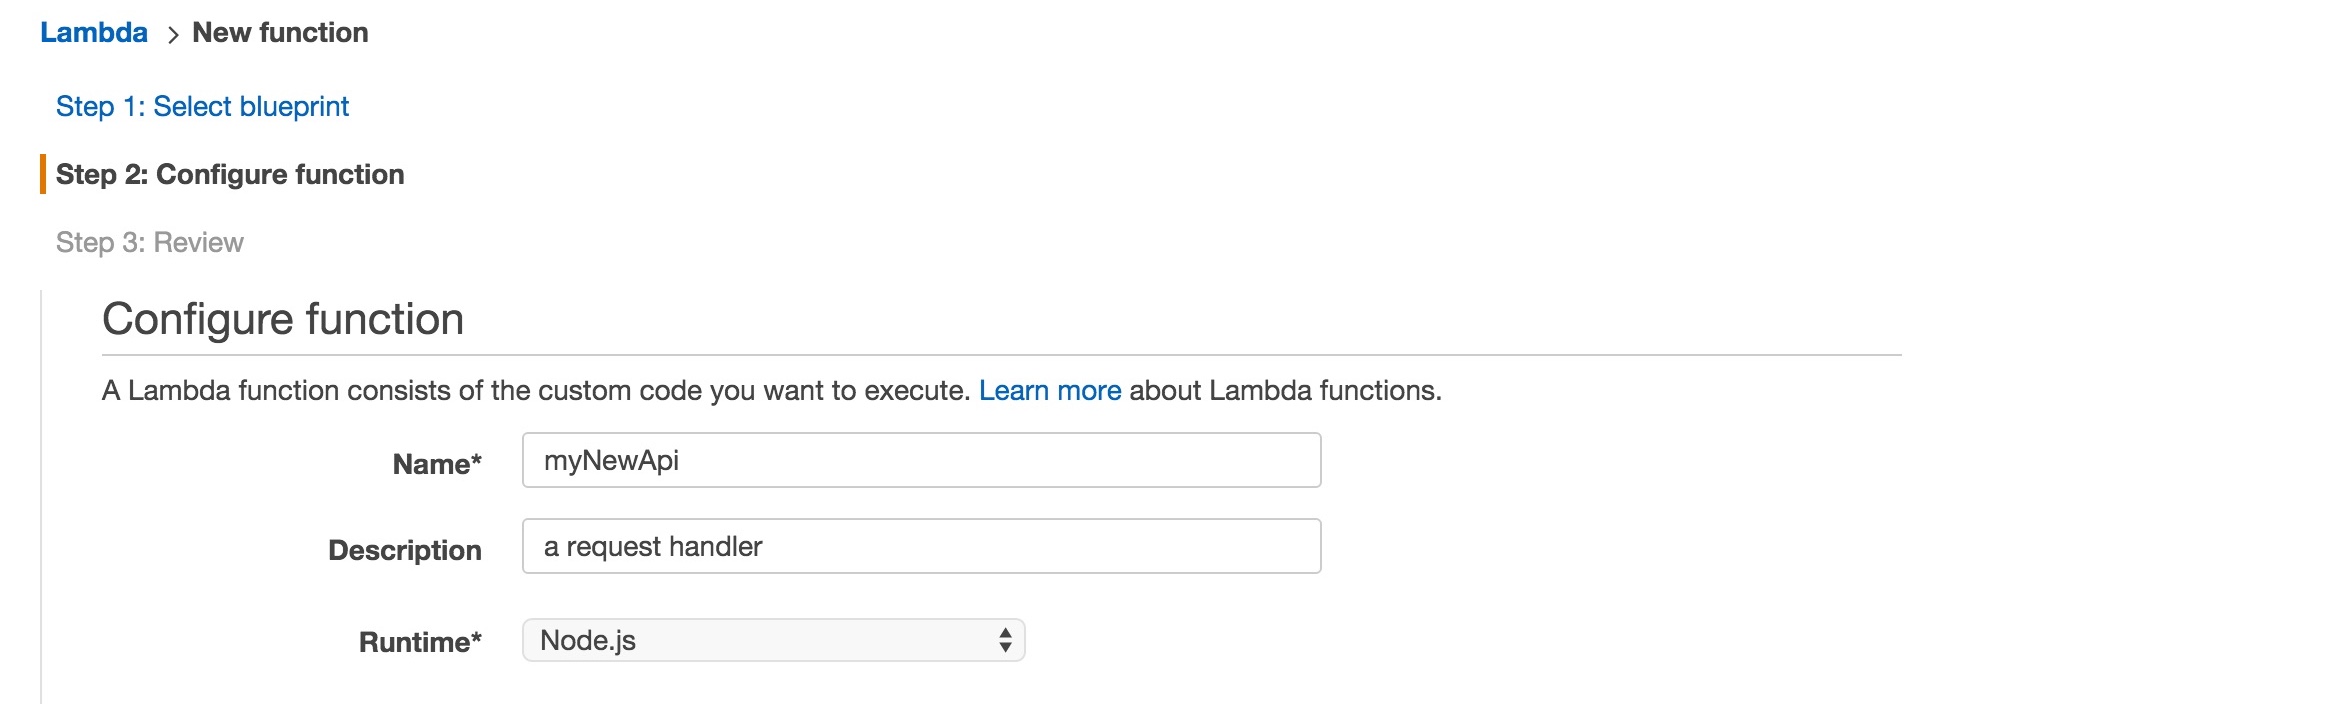 Lambda > New function
Step 1: Select blueprint
Step 2: Configure function
Step 3: Review
Configure function
A Lambda function consists of the custom code you want to execute. Learn more about Lambda functions.
Name* myNewApi
Description a request handler
Runtime* Node.js